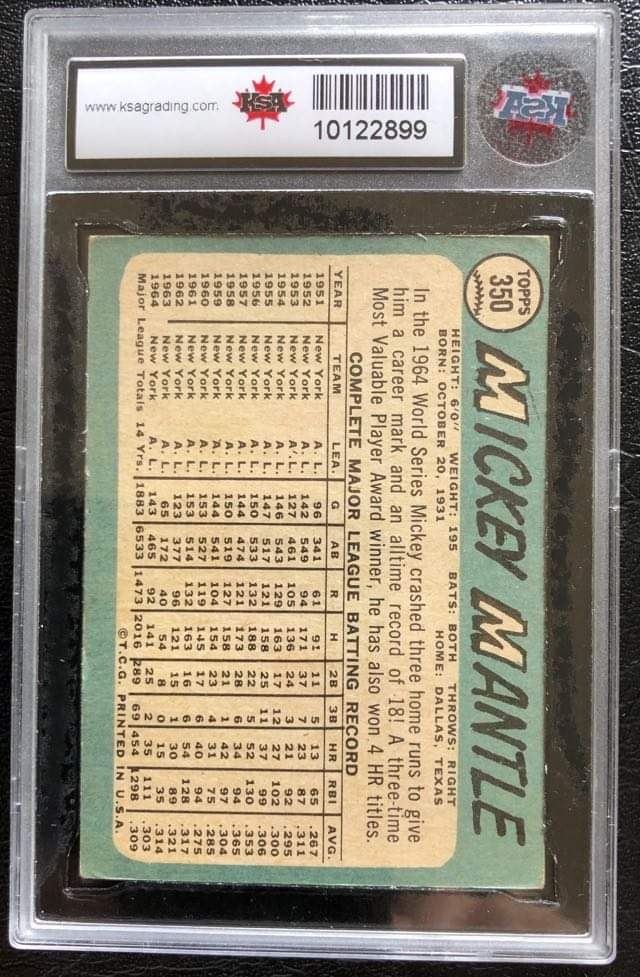 www.ksagrading.com
KSA
10122899
KSA
TOPPS
350
MICKEY MANTLE
HEIGHT: 6'0" WEIGHT: 195 BATS: BOTH THROWS: RIGHT
BORN: OCTOBER 20, 1931 HOME: DALLAS, TEXAS
In the 1964 World Series Mickey crashed three home runs to give
him a career mark and an alltime record of 18! A three-time
Most Valuable Player Award winner, he has also won 4 HR titles.
COMPLETE MAJOR LEAGUE BATTING RECORD
YEAR TEAM LEA. G AB R H 2B 3B HR RBI AVG.
1951 New York A. L. 96 341 61 91 11 5 13 65 .267
1952 New York A. L. 142 549 94 171 37 7 23 87 .311
1953 New York A. L. 127 461 105 136 24 3 21 92 .295
1954 New York A. L. 146 543 129 163 17 12 27 102 .300
1955 New York A. L. 147 517 121 158 25 11 37 99 .306
1956 New York A. L. 150 533 132 188 22 5 52 130 .353
1957 New York A. L. 144 474 121 173 28 6 34 94 .365
1958 New York A. L. 150 519 127 158 21 1 42 97 .304
1959 New York A. L. 144 541 104 154 23 4 31 75 .285
1960 New York A. L. 153 527 119 145 17 6 40 94 .275
1961 New York A. L. 153 514 132 163 16 6 54 128 .317
1962 New York A. L. 123 377 96 121 15 1 30 89 .321
1963 New York A. L. 65 172 40 54 8 0 15 35 .314
1964 New York A. L. 143 465 92 141 25 2 35 111 .303
Major League Totals 14 Yrs. 1883 6533 1473 2016 289 69 454 1298 .309
©T.C.G. PRINTED IN U.S.A.